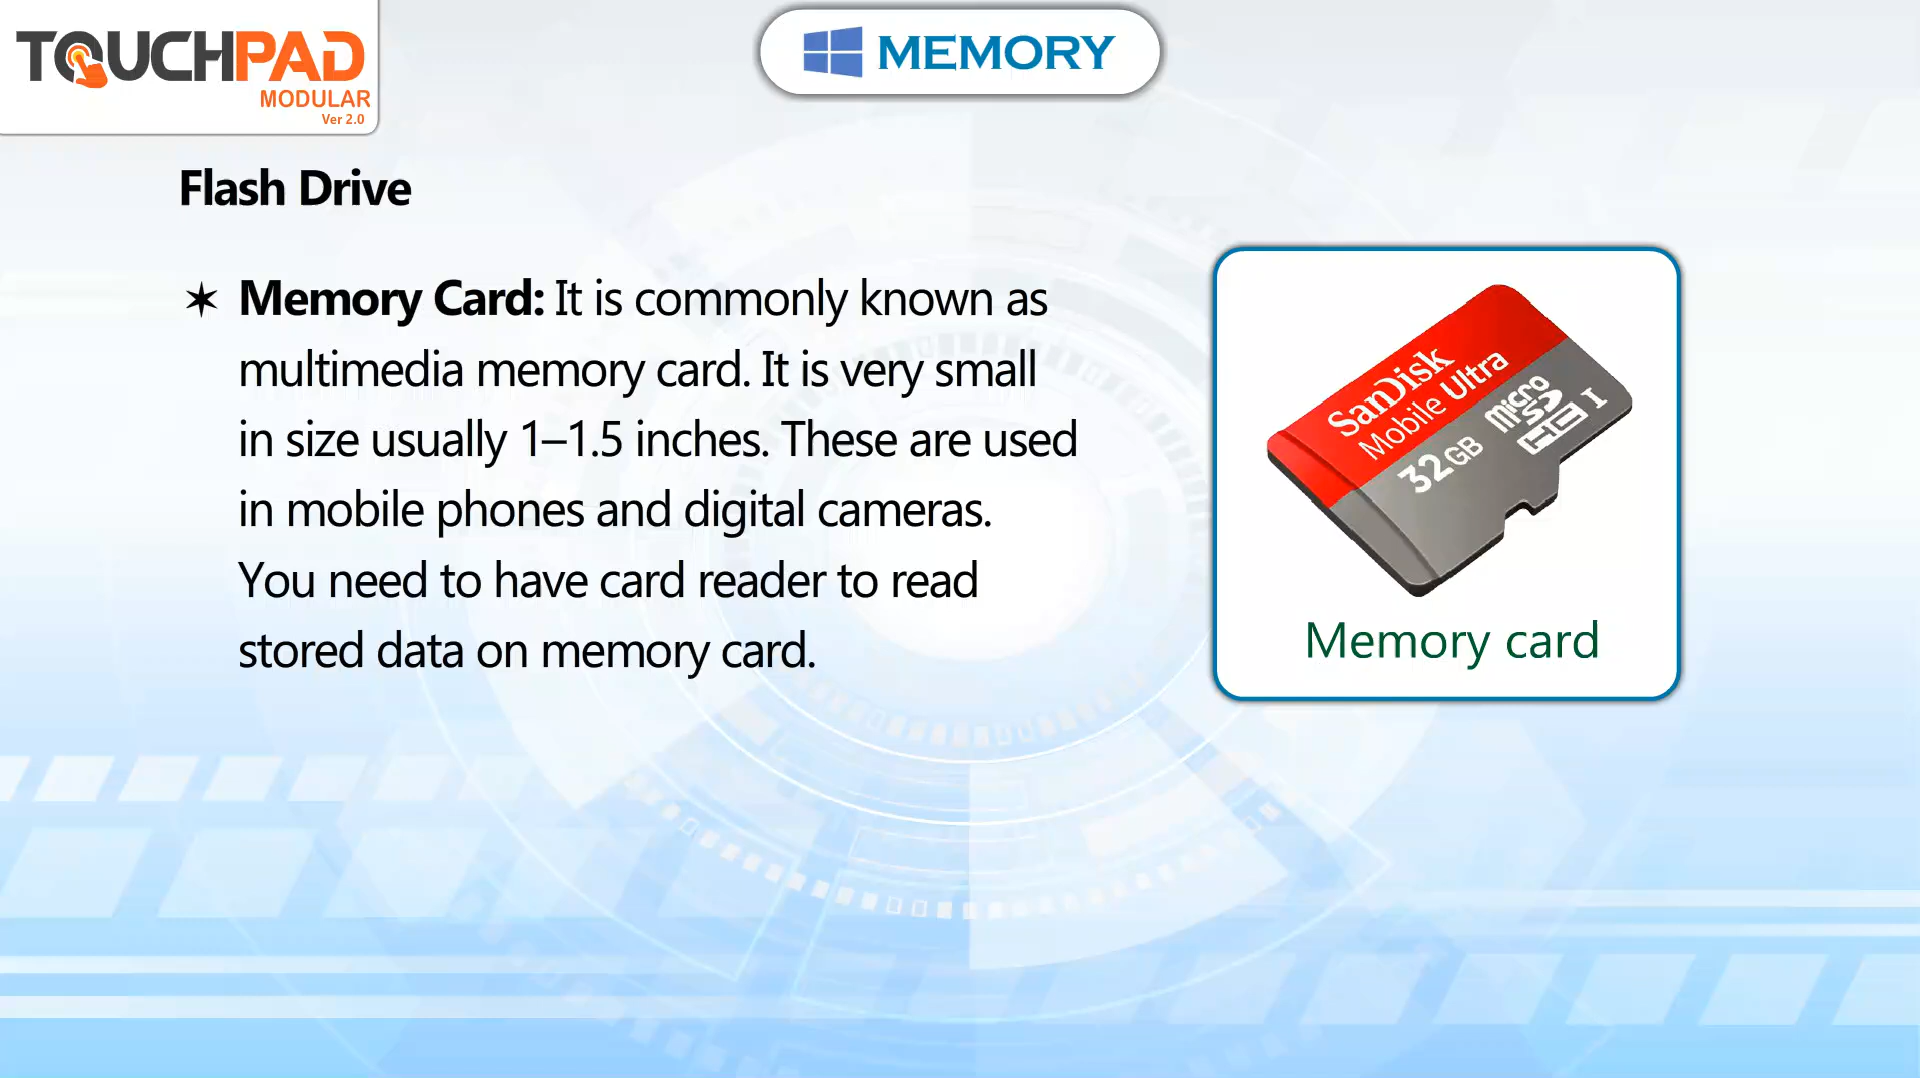 TOUCHPAD
MODULAR
Ver 2.0
MEMORY
Flash Drive
✶ Memory Card: It is commonly known as
multimedia memory card. It is very small
in size usually 1–1.5 inches. These are used
in mobile phones and digital cameras.
You need to have card reader to read
stored data on memory card.
SanDisk
Mobile Ultra
32GB
micro
SD
HC I
Memory card